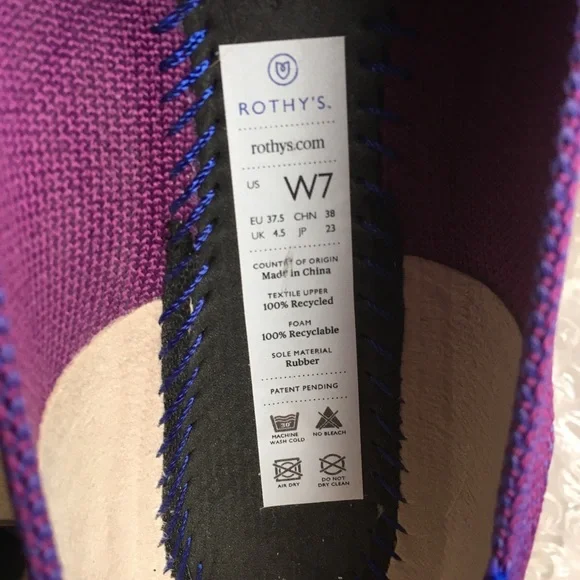 ROTHY'S™
rothys.com
US W7
EU 37.5 CHN 38
UK 4.5 JP 23
COUNTRY OF ORIGIN
Made in China
TEXTILE UPPER
100% Recycled
FOAM
100% Recyclable
SOLE MATERIAL
Rubber
PATENT PENDING
30°
MACHINE WASH COLD
NO BLEACH
AIR DRY
DO NOT DRY CLEAN